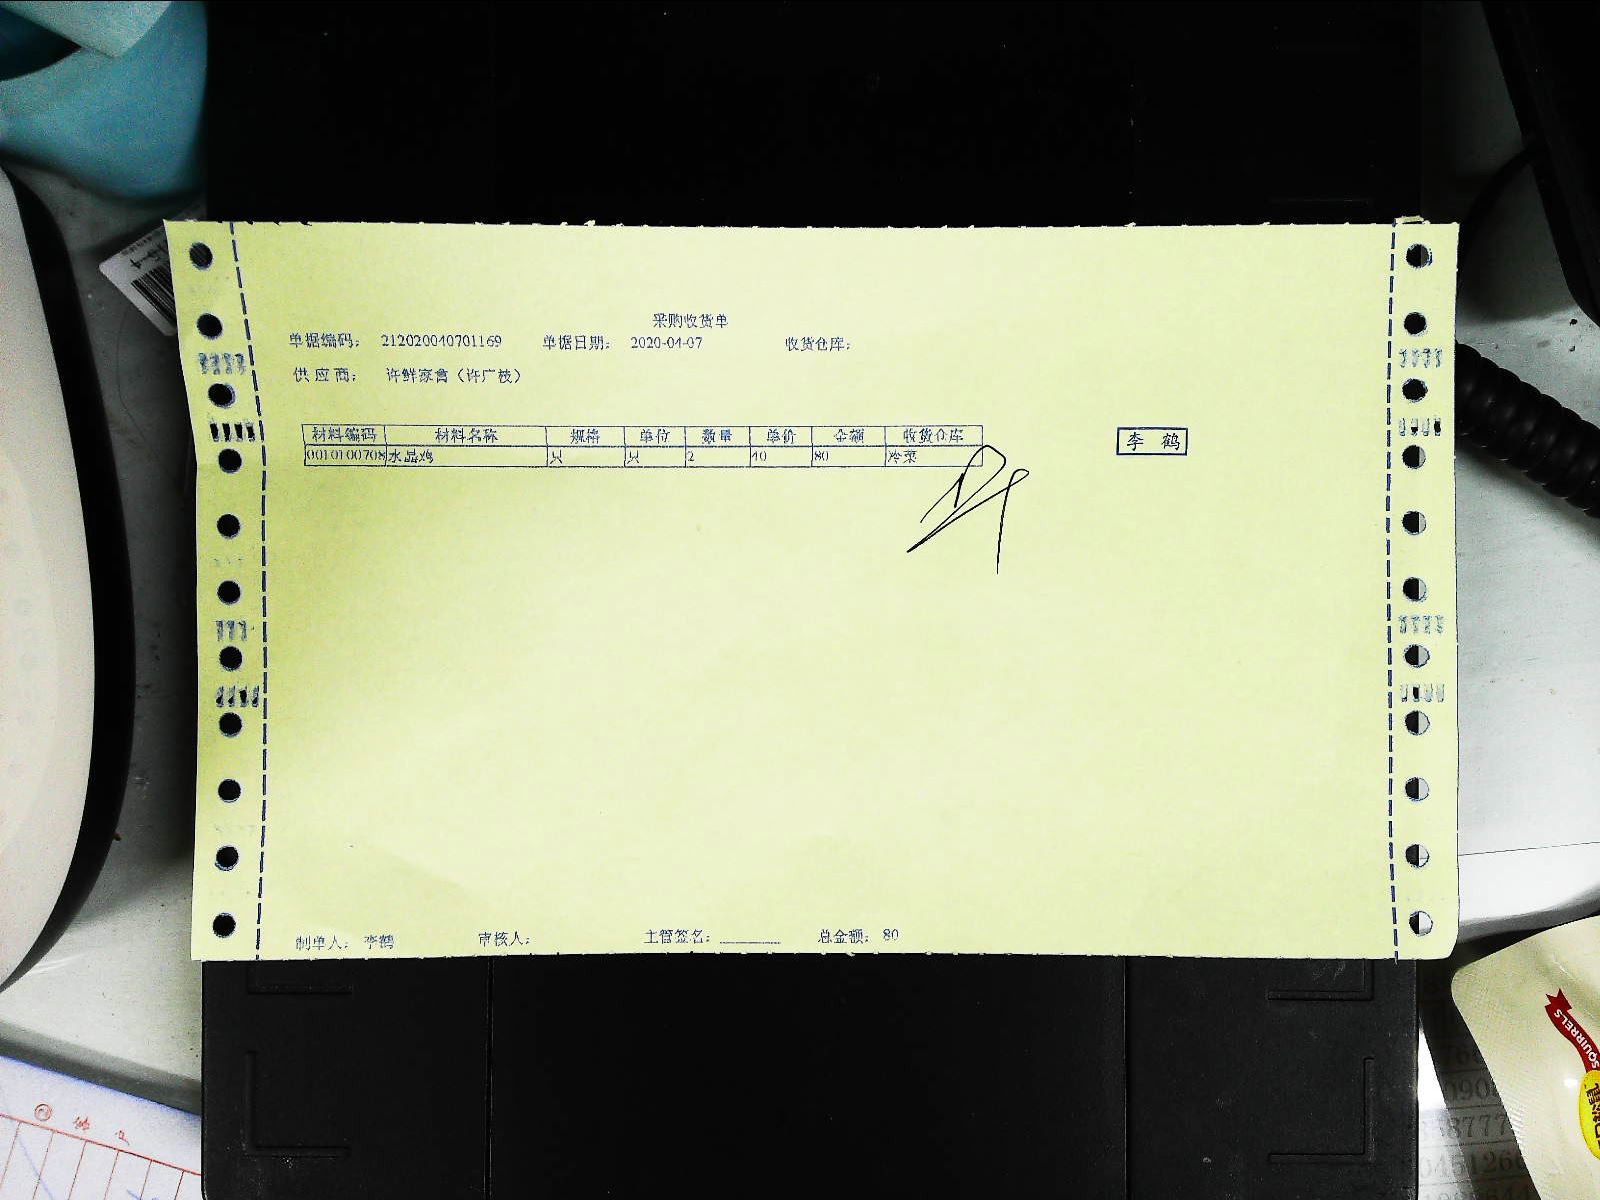 采购收货单
单据编码: 212020040701169 单据日期: 2020-04-07 收货仓库:
供应商: 许鲜家禽(许广枝)
材料编码 材料名称 规格 单位 数量 单价 金额 收货仓库
0010100708 水晶鸡 只 只 2 40 80 冷菜
李鹤
制单人: 李鹤 审核人: 主管签名: 总金额: 80
SQUIRRELS